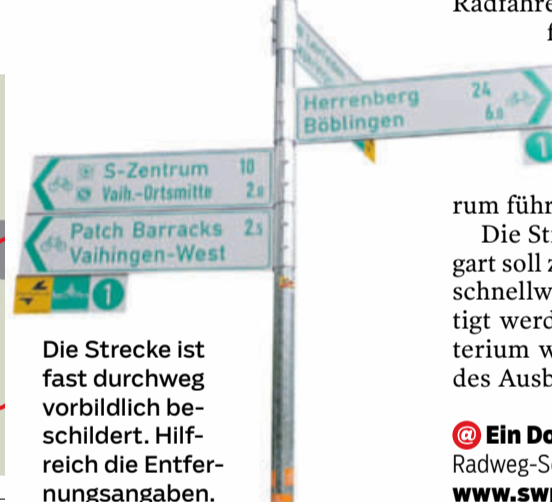 Herrenberg 24
Böblingen 6.0
1
S-Zentrum 10
Vaih.-Ortsmitte 2.0
Patch Barracks 2.5
Vaihingen-West
1
Die Strecke ist
fast durchweg
vorbildlich be-
schildert. Hilf-
reich die Entfer-
nungsangaben.
Radfahre
f
rum führ
Die St
gart soll z
schnellw
tigt werd
terium w
des Ausb
@ Ein Do
Radweg-S
www.sw